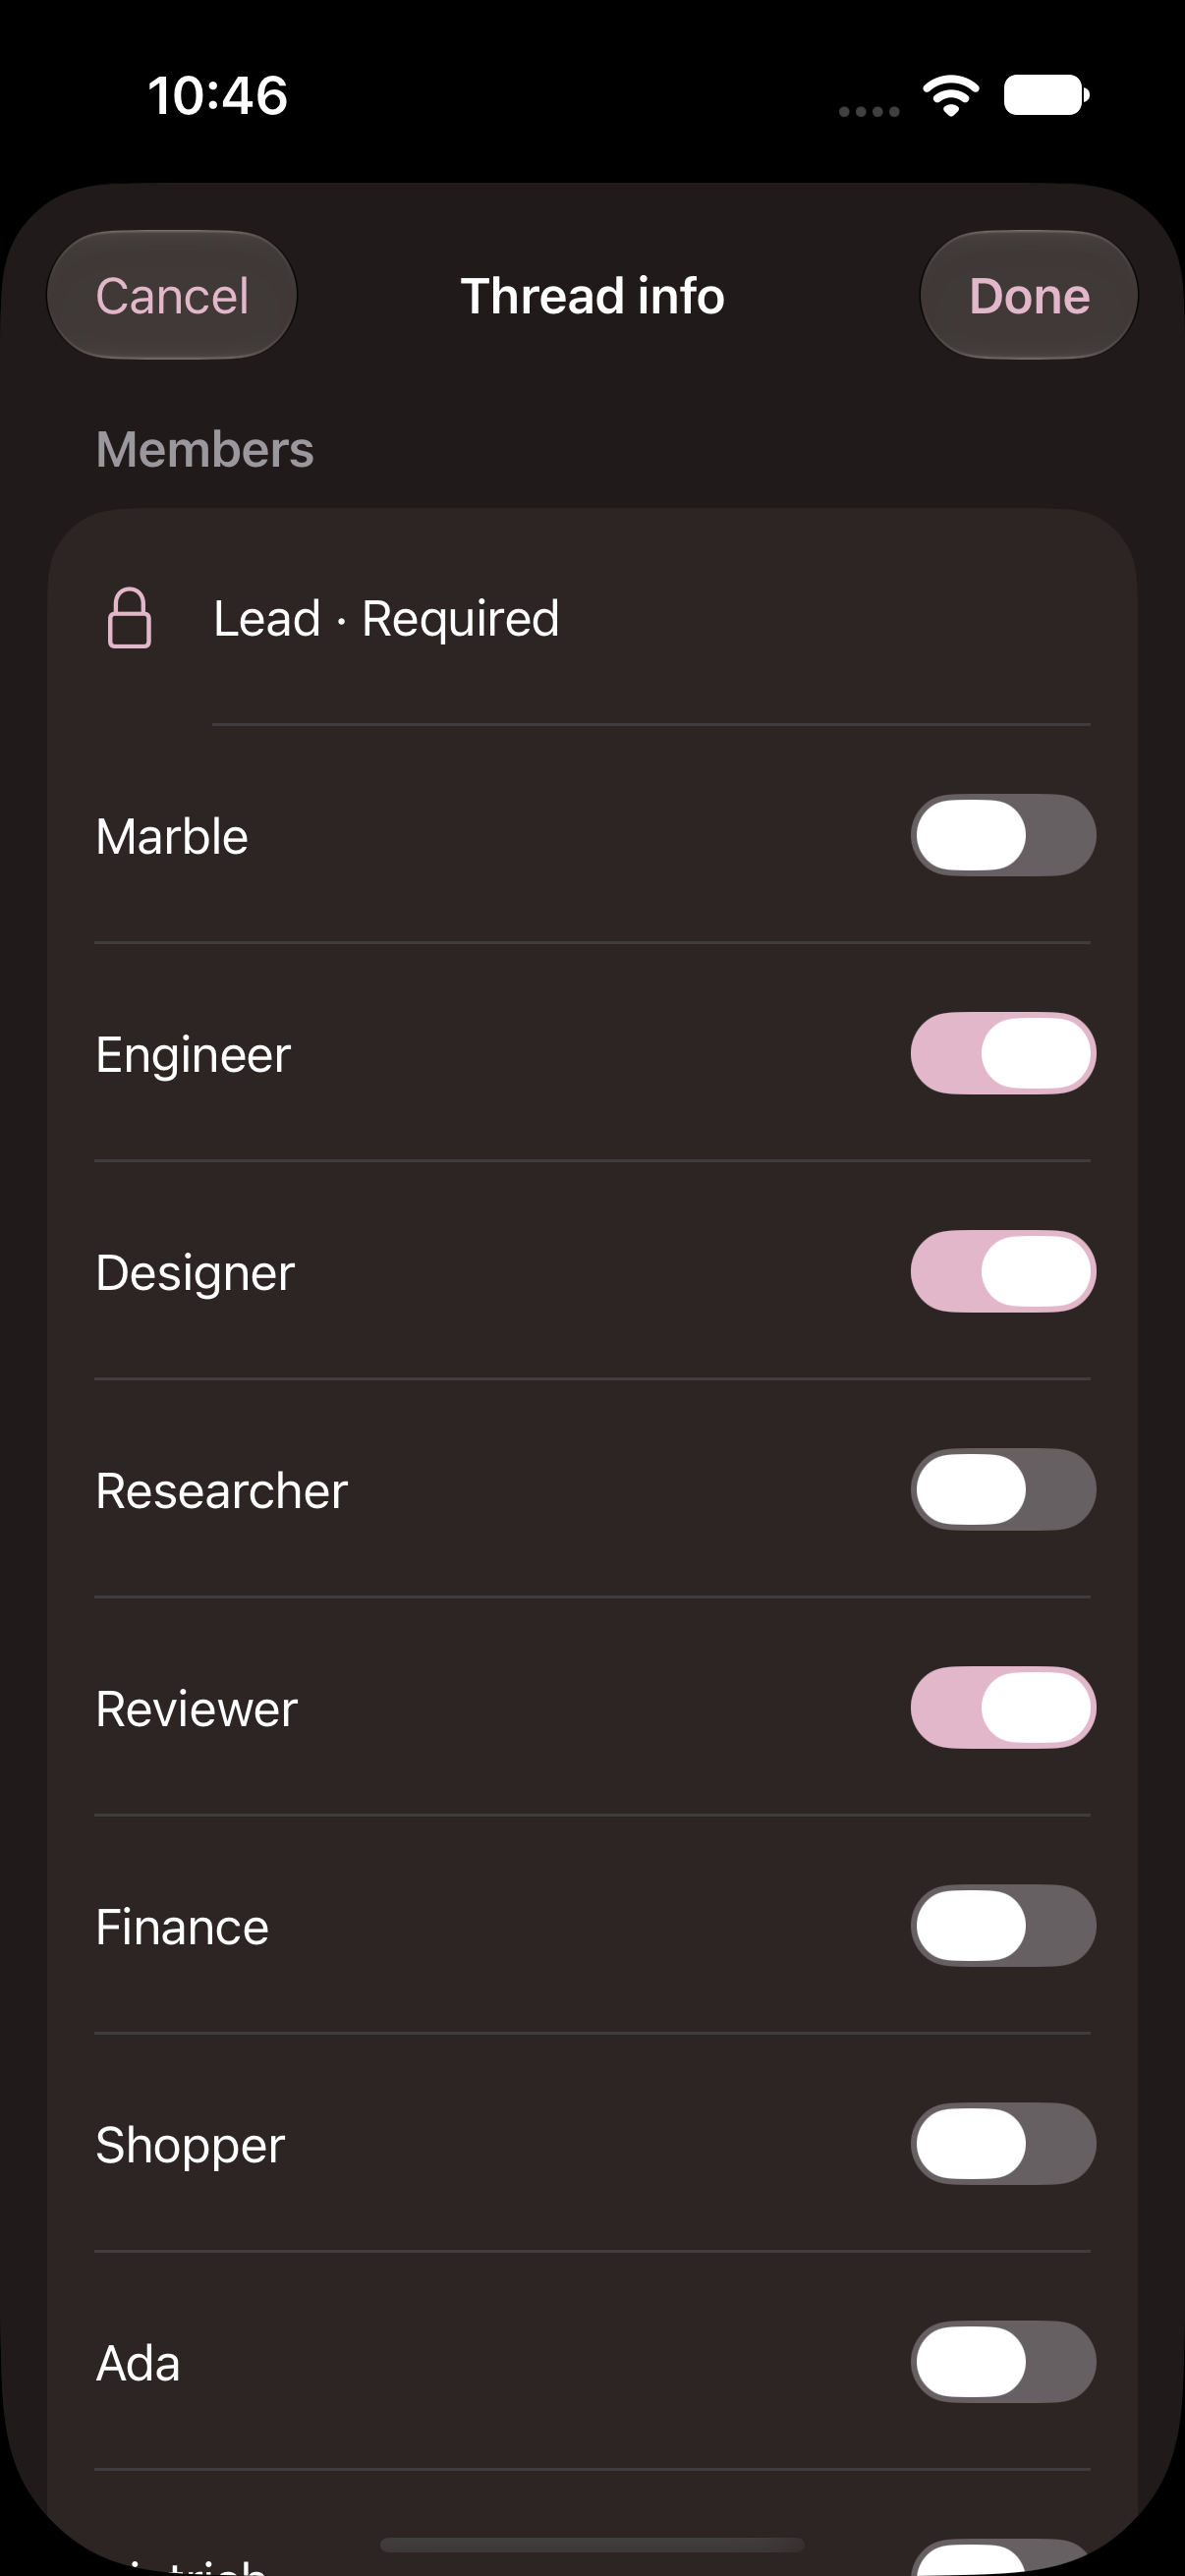 10:46
Cancel
Thread info
Done
Members
Lead · Required
Marble
Engineer
Designer
Researcher
Reviewer
Finance
Shopper
Ada